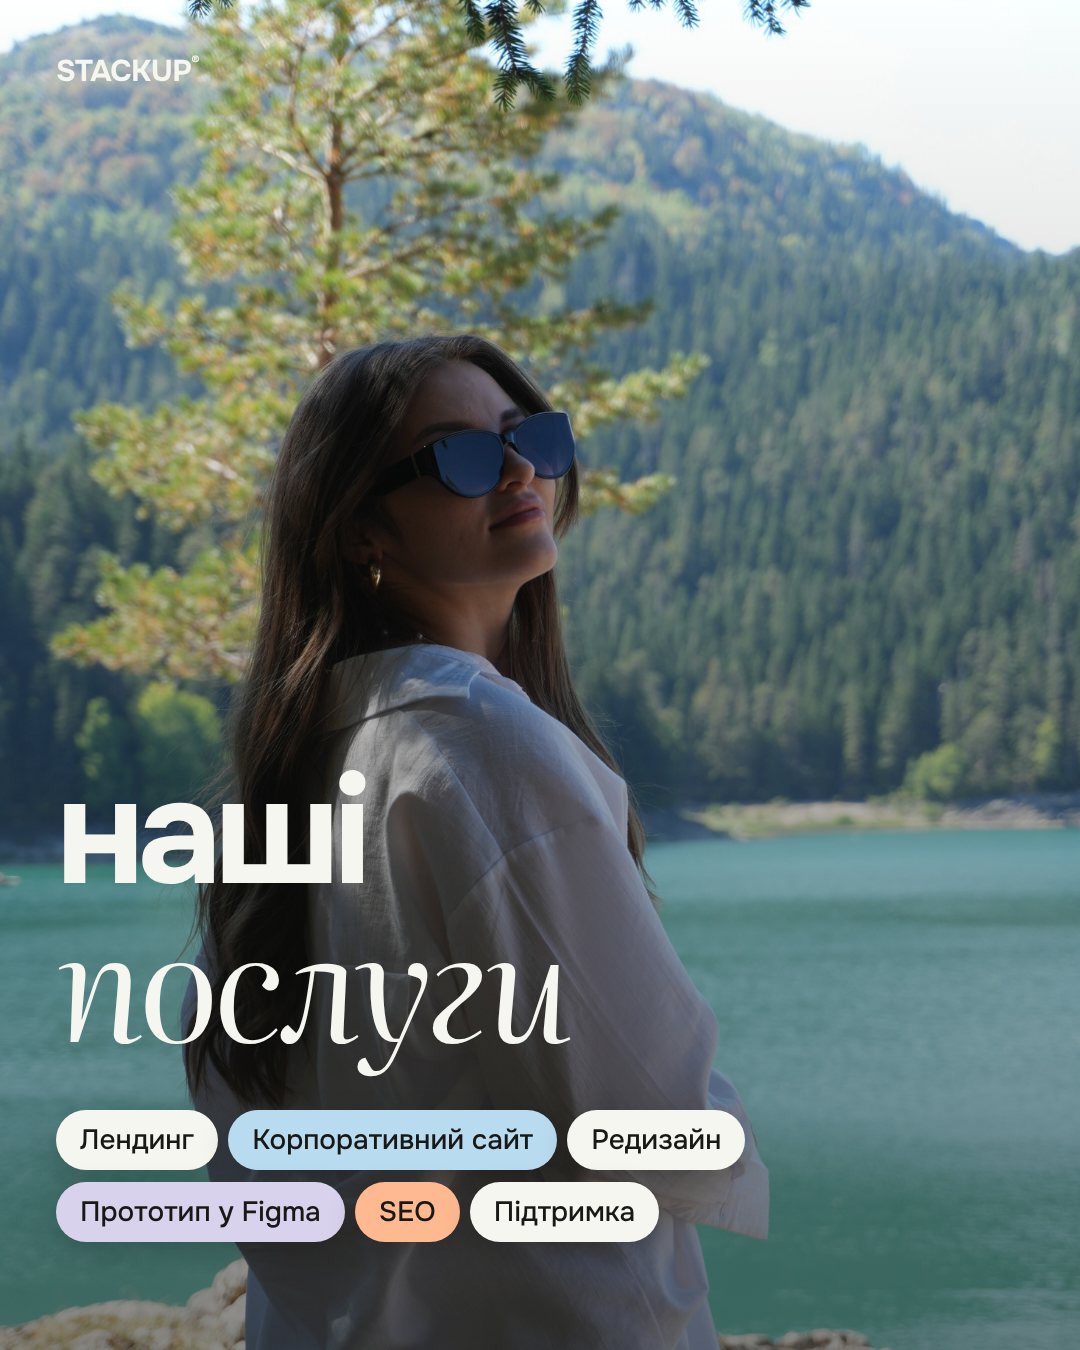 STACKUP®
наші
послуги
Лендинг Корпоративний сайт Редизайн
Прототип у Figma SEO Підтримка